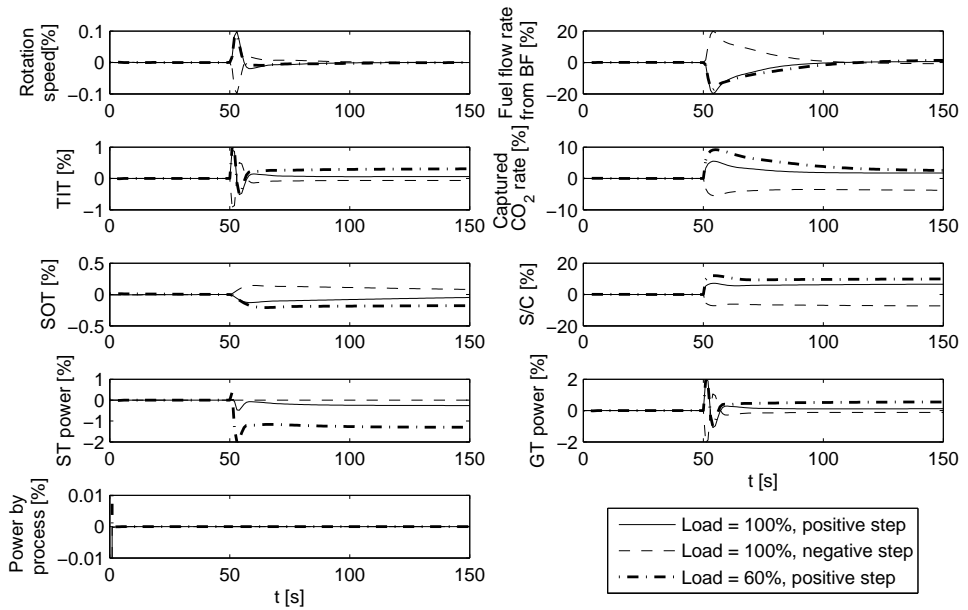 Rotation
speed[%]
0.1
0
−0.1
0 50 100 150
Fuel flow rate
from BF [%]
20
0
−20
0 50 100 150
TIT [%]
1
0
−1
0 50 100 150
Captured
CO2 rate [%]
10
0
−10
0 50 100 150
SOT [%]
0.5
0
−0.5
0 50 100 150
S/C [%]
20
0
−20
0 50 100 150
ST power [%]
1
0
−1
−2
0 50 100 150
GT power [%]
2
0
−2
0 50 100 150
t [s]
Power by
process [%]
0.01
0
−0.01
0 50 100 150
t [s]
Load = 100%, positive step
Load = 100%, negative step
Load = 60%, positive step